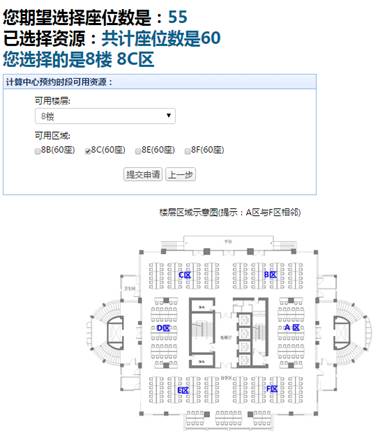 您期望选择座位数是：55
已选择资源：共计座位数是60
您选择的是8楼 8C区
计算中心预约时段可用资源：
可用楼层:
8楼
可用区域:
8B(60座) 8C(60座) 8E(60座) 8F(60座)
提交申请 上一步
楼层区域示意图(提示：A区与F区相邻)
C区 B区
D区 A 区
E区 F区